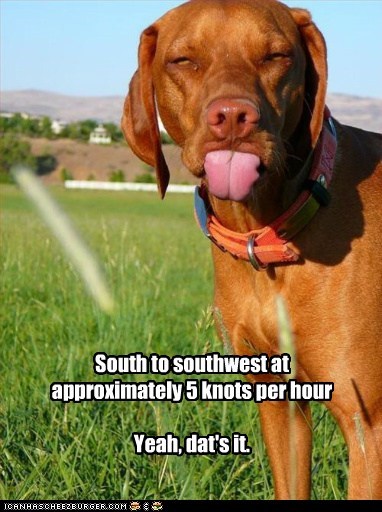 South to southwest at
approximately 5 knots per hour
Yeah, dat's it.
ICANHASCHEEZBURGER.COM